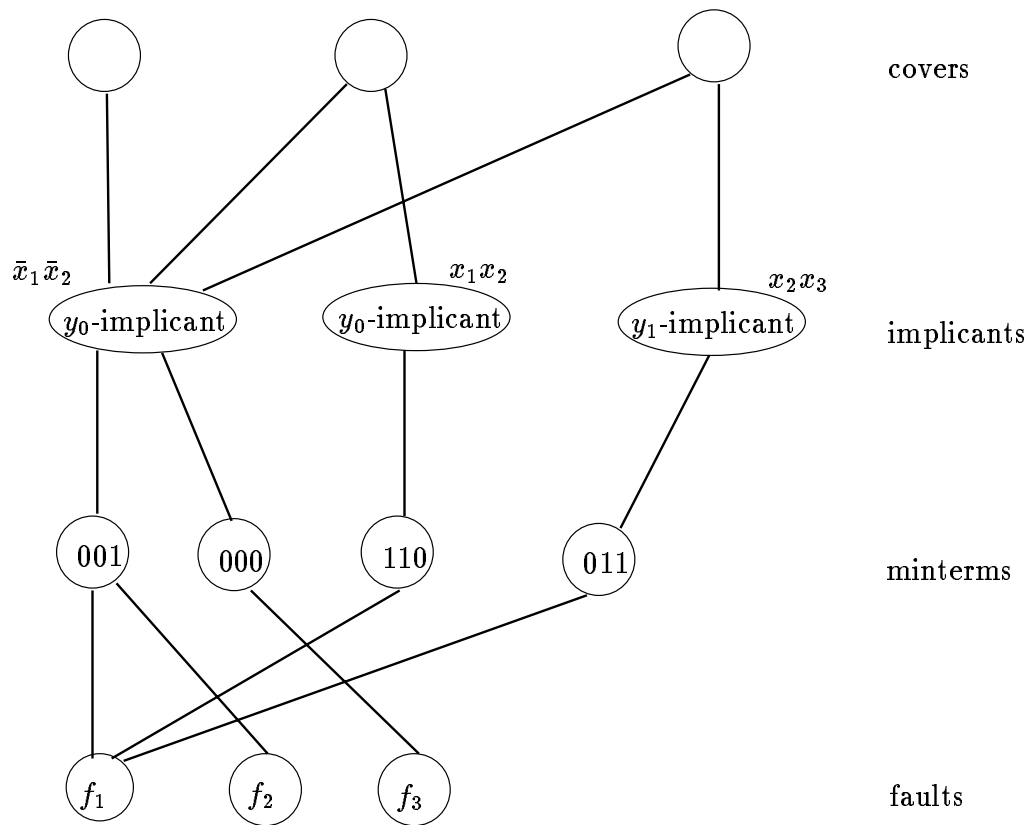 covers
x̄₁x̄₂
x₁x₂
x₂x₃
y₀-implicant
y₀-implicant
y₁-implicant
implicants
001
000
110
011
minterms
f₁
f₂
f₃
faults